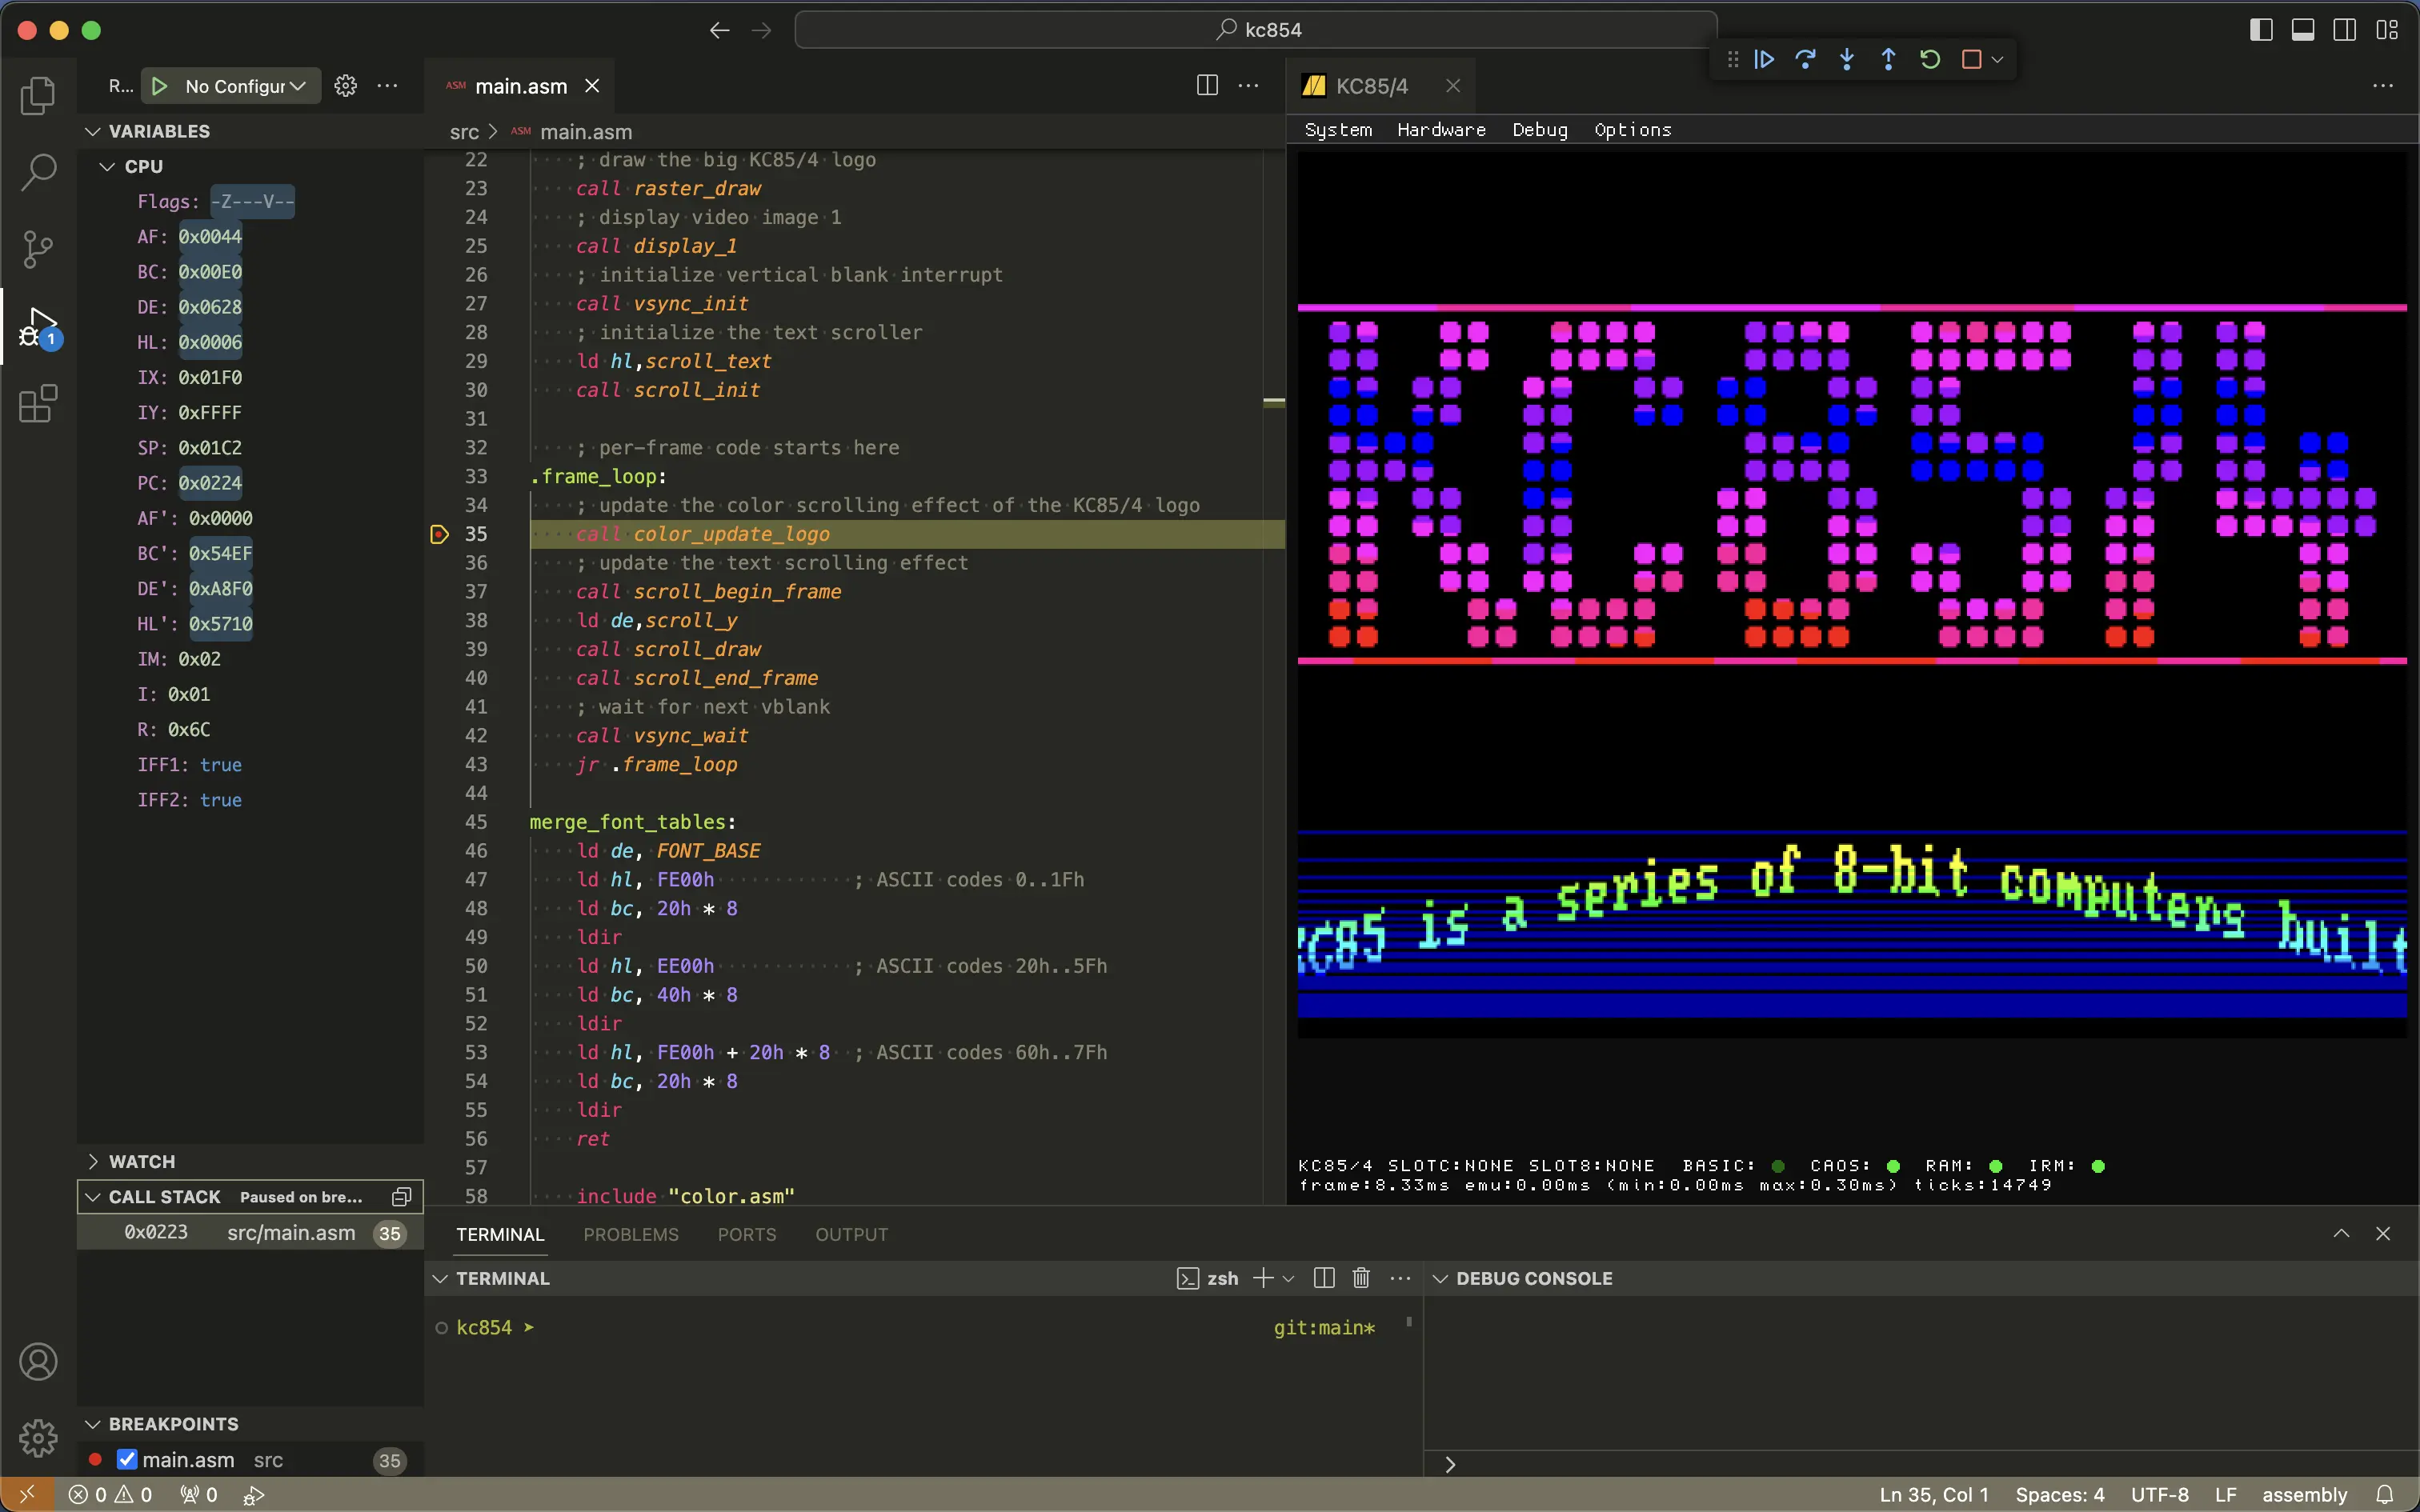 kc854
R...
No Configur
main.asm
KC85/4
VARIABLES
CPU
Flags: -Z---V--
AF: 0x0044
BC: 0x00E0
DE: 0x0628
HL: 0x0006
IX: 0x01F0
IY: 0xFFFF
SP: 0x01C2
PC: 0x0224
AF': 0x0000
BC': 0x54EF
DE': 0xA8F0
HL': 0x5710
IM: 0x02
I: 0x01
R: 0x6C
IFF1: true
IFF2: true
WATCH
CALL STACK Paused on bre...
0x0223 src/main.asm 35
BREAKPOINTS
main.asm src 35
1
ASM main.asm
src > ASM main.asm
22 ; draw the big KC85/4 logo
23 call raster_draw
24 ; display video image 1
25 call display_1
26 ; initialize vertical blank interrupt
27 call vsync_init
28 ; initialize the text scroller
29 ld hl,scroll_text
30 call scroll_init
31
32 ; per-frame code starts here
33 .frame_loop:
34 ; update the color scrolling effect of the KC85/4 logo
35 call color_update_logo
36 ; update the text scrolling effect
37 call scroll_begin_frame
38 ld de,scroll_y
39 call scroll_draw
40 call scroll_end_frame
41 ; wait for next vblank
42 call vsync_wait
43 jr .frame_loop
44
45 merge_font_tables:
46 ld de, FONT_BASE
47 ld hl, FE00h ; ASCII codes 0..1Fh
48 ld bc, 20h * 8
49 ldir
50 ld hl, EE00h ; ASCII codes 20h..5Fh
51 ld bc, 40h * 8
52 ldir
53 ld hl, FE00h + 20h * 8 ; ASCII codes 60h..7Fh
54 ld bc, 20h * 8
55 ldir
56 ret
57
58 include "color.asm"
System Hardware Debug Options
KC85/4
KC85 is a series of 8-bit computers built
KC85/4 SLOTC:NONE SLOT8:NONE BASIC: CAOS: RAM: IRM:
frame:8.33ms emu:0.00ms (min:0.00ms max:0.30ms) ticks:14749
TERMINAL PROBLEMS PORTS OUTPUT
TERMINAL
zsh
kc854 ➤ git:main*
DEBUG CONSOLE
>
0 0 0
Ln 35, Col 1 Spaces: 4 UTF-8 LF assembly